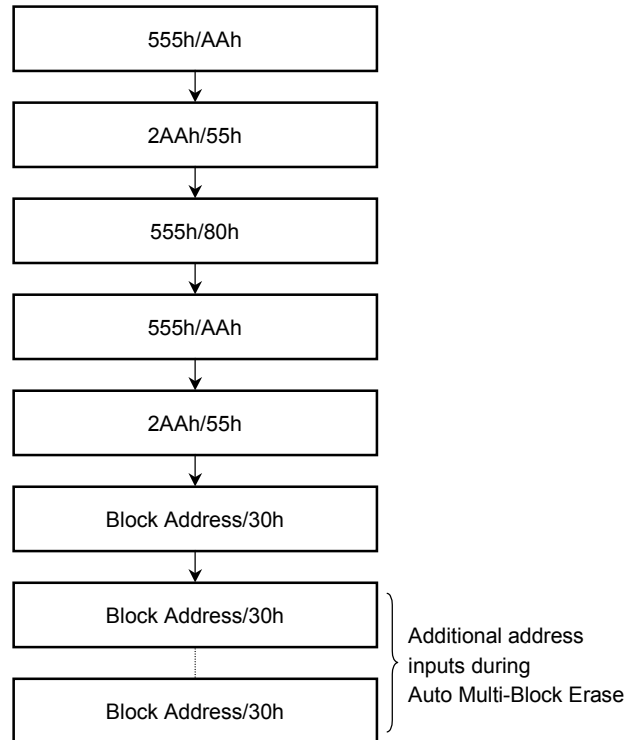 555h/AAh
2AAh/55h
555h/80h
555h/AAh
2AAh/55h
Block Address/30h
Block Address/30h
Additional address
inputs during
Auto Multi-Block Erase
Block Address/30h